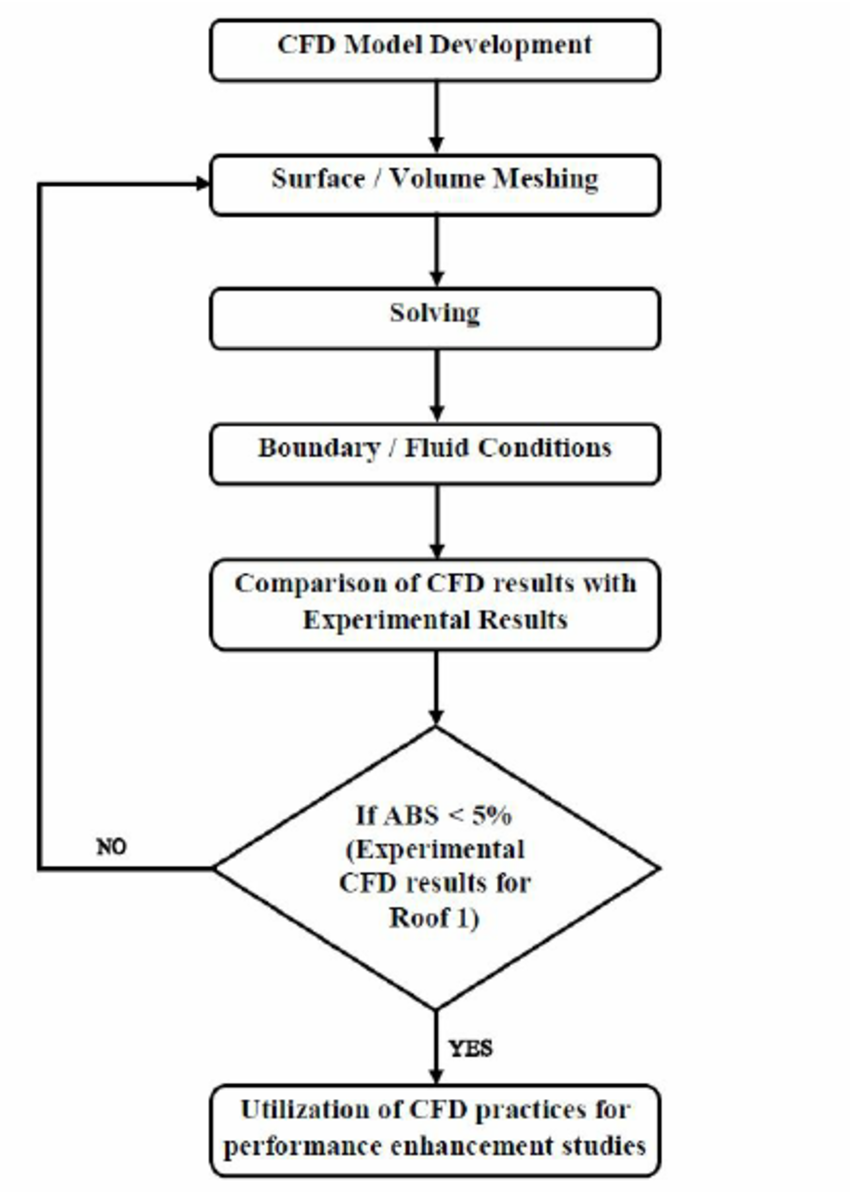 CFD Model Development
Surface / Volume Meshing
Solving
Boundary / Fluid Conditions
Comparison of CFD results with
Experimental Results
If ABS < 5%
(Experimental
CFD results for
Roof 1)
NO
YES
Utilization of CFD practices for
performance enhancement studies